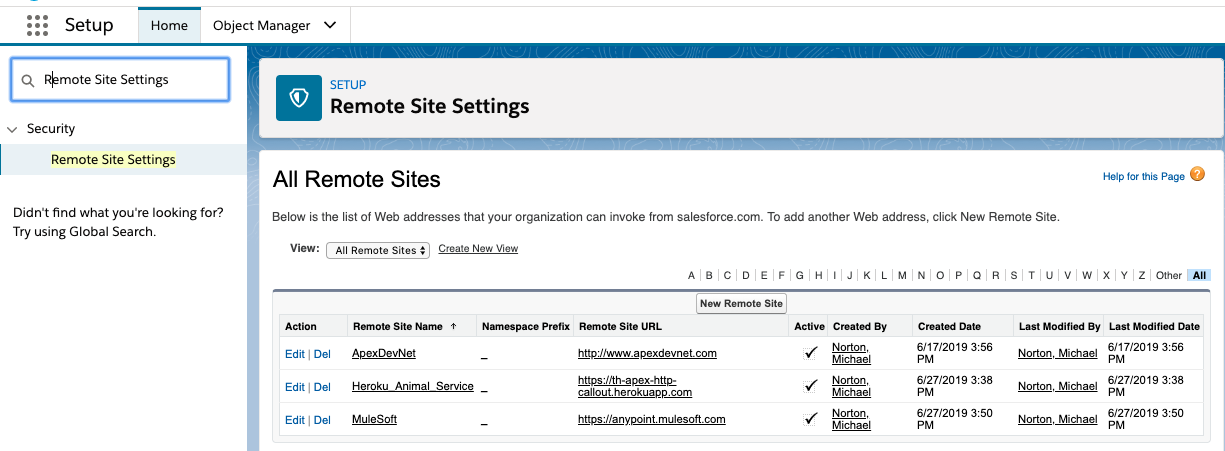 Setup
Home
Object Manager
Remote Site Settings
Security
Remote Site Settings
Didn't find what you're looking for?
Try using Global Search.
SETUP
Remote Site Settings
All Remote Sites
Help for this Page ?
Below is the list of Web addresses that your organization can invoke from salesforce.com. To add another Web address, click New Remote Site.
View: All Remote Sites Create New View
A | B | C | D | E | F | G | H | I | J | K | L | M | N | O | P | Q | R | S | T | U | V | W | X | Y | Z | Other | All
New Remote Site
Action Remote Site Name ↑ Namespace Prefix Remote Site URL Active Created By Created Date Last Modified By Last Modified Date
Edit | Del ApexDevNet _ http://www.apexdevnet.com ✓ Norton, Michael 6/17/2019 3:56 PM Norton, Michael 6/17/2019 3:56 PM
Edit | Del Heroku_Animal_Service _ https://th-apex-http-callout.herokuapp.com ✓ Norton, Michael 6/27/2019 3:38 PM Norton, Michael 6/27/2019 3:38 PM
Edit | Del MuleSoft _ https://anypoint.mulesoft.com ✓ Norton, Michael 6/27/2019 3:50 PM Norton, Michael 6/27/2019 3:50 PM